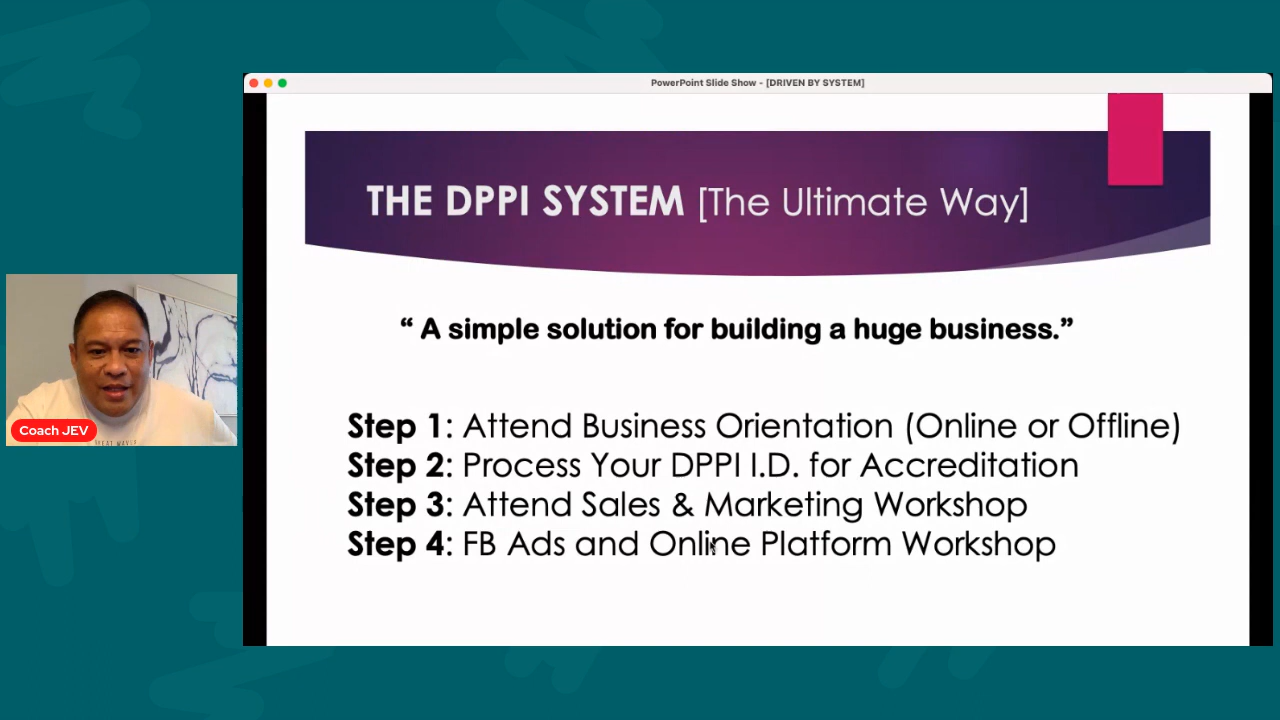 PowerPoint Slide Show - [DRIVEN BY SYSTEM]
THE DPPI SYSTEM [The Ultimate Way]
“ A simple solution for building a huge business.”
Step 1: Attend Business Orientation (Online or Offline)
Step 2: Process Your DPPI I.D. for Accreditation
Step 3: Attend Sales & Marketing Workshop
Step 4: FB Ads and Online Platform Workshop
Coach JEV